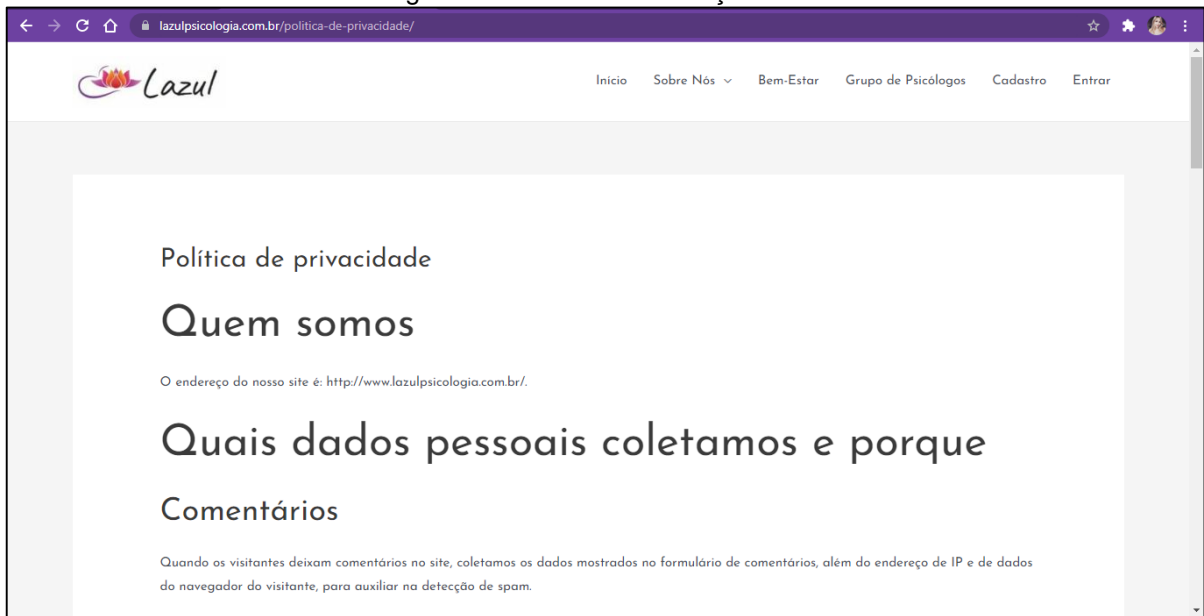 lazulpsicologia.com.br/politica-de-privacidade/
Lazul
Inicio Sobre Nós Bem-Estar Grupo de Psicólogos Cadastro Entrar
Política de privacidade
Quem somos
O endereço do nosso site é: http://www.lazulpsicologia.com.br/.
Quais dados pessoais coletamos e porque
Comentários
Quando os visitantes deixam comentários no site, coletamos os dados mostrados no formulário de comentários, além do endereço de IP e de dados
do navegador do visitante, para auxiliar na detecção de spam.